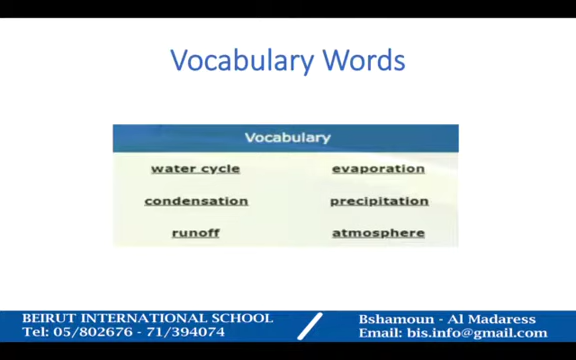 Vocabulary Words
Vocabulary
water cycle evaporation
condensation precipitation
runoff atmosphere
BEIRUT INTERNATIONAL SCHOOL
Tel: 05/802676 - 71/394074
Bshamoun - Al Madaress
Email: bis.info@gmail.com